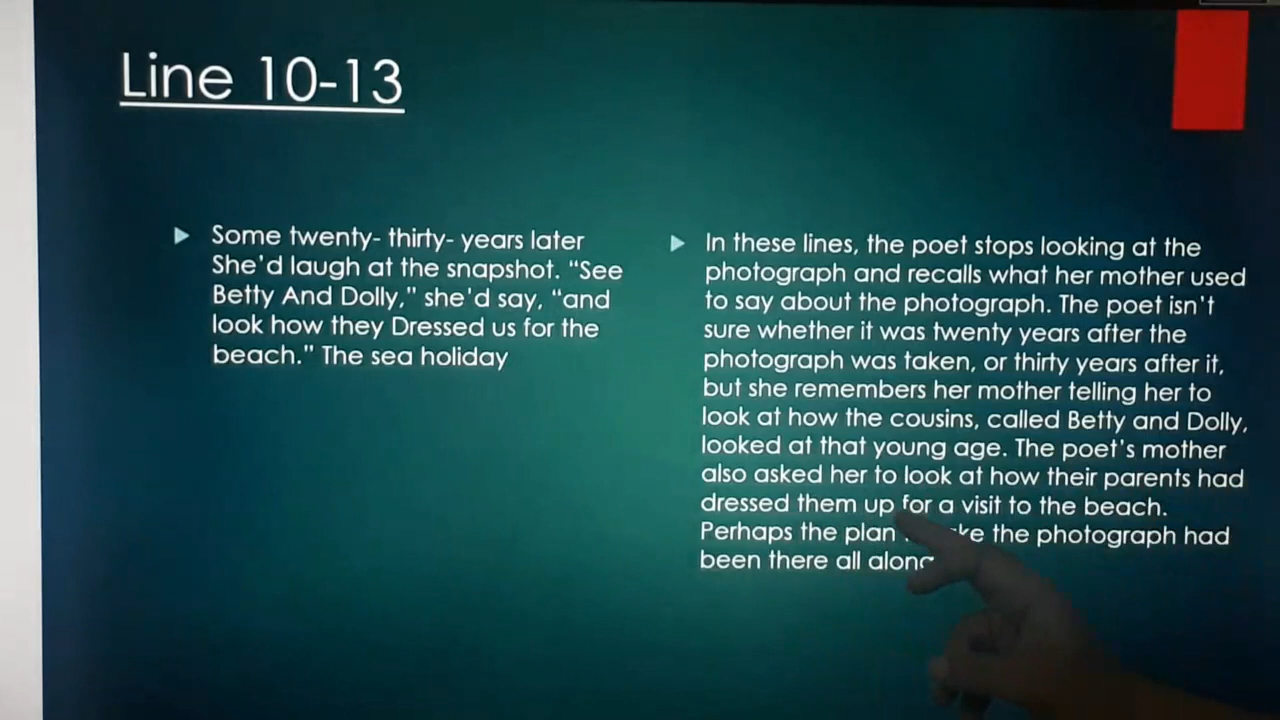 Line 10-13
Some twenty- thirty- years later
She'd laugh at the snapshot. “See
Betty And Dolly,” she'd say, “and
look how they Dressed us for the
beach.” The sea holiday
In these lines, the poet stops looking at the
photograph and recalls what her mother used
to say about the photograph. The poet isn't
sure whether it was twenty years after the
photograph was taken, or thirty years after it,
but she remembers her mother telling her to
look at how the cousins, called Betty and Dolly,
looked at that young age. The poet's mother
also asked her to look at how their parents had
dressed them up for a visit to the beach.
Perhaps the plan the photograph had
been there all along